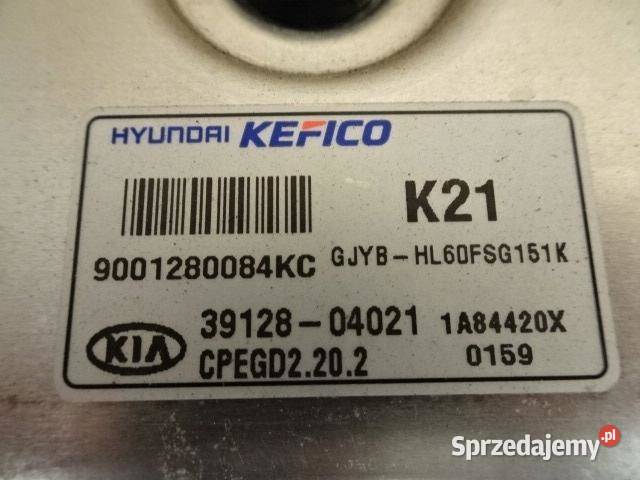 HYUNDAI KEFICO
K21
9001280084KC GJYB-HL60FSG151K
KIA 39128-04021 1A84420X
CPEGD2.20.2 0159
Sprzedajemy.pl